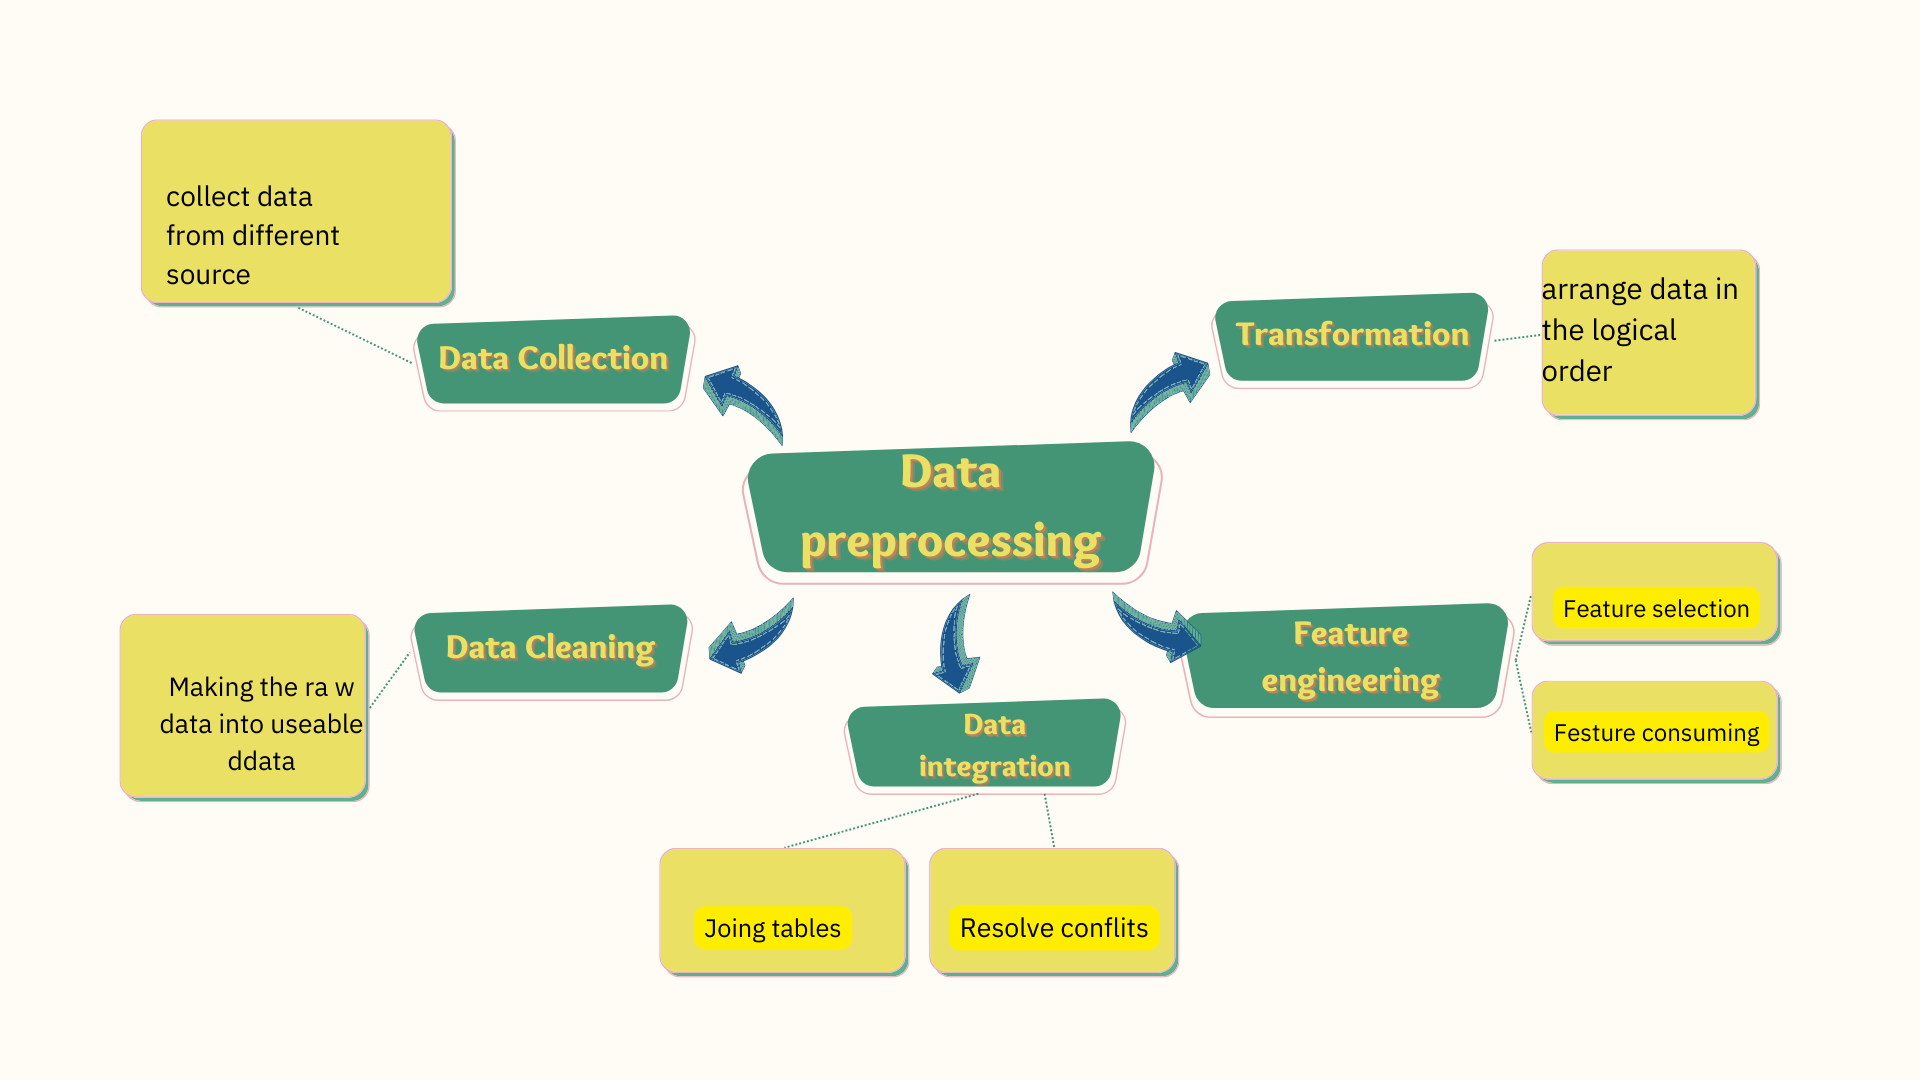 collect data
from different
source
Data Collection
Transformation
arrange data in
the logical
order
Data
preprocessing
Data Cleaning
Making the ra w
data into useable
ddata
Data
integration
Joing tables
Resolve conflits
Feature
engineering
Feature selection
Festure consuming